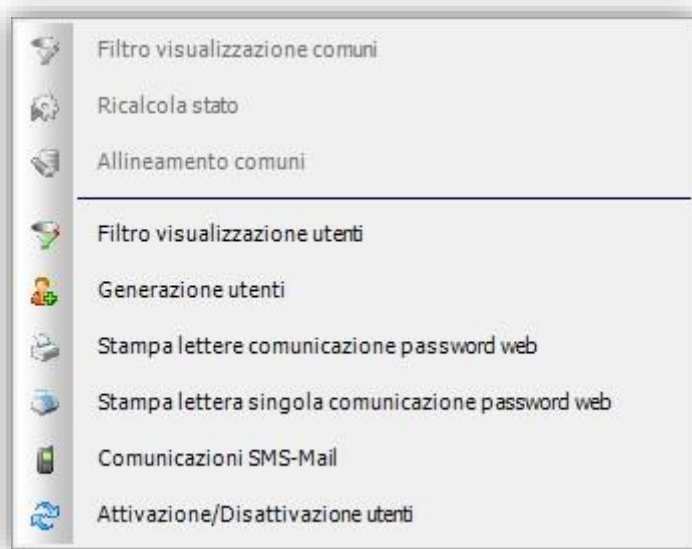 Filtro visualizzazione comuni
Ricalcola stato
Allineamento comuni
Filtro visualizzazione utenti
Generazione utenti
Stampa lettere comunicazione password web
Stampa lettera singola comunicazione password web
Comunicazioni SMS-Mail
Attivazione/Disattivazione utenti